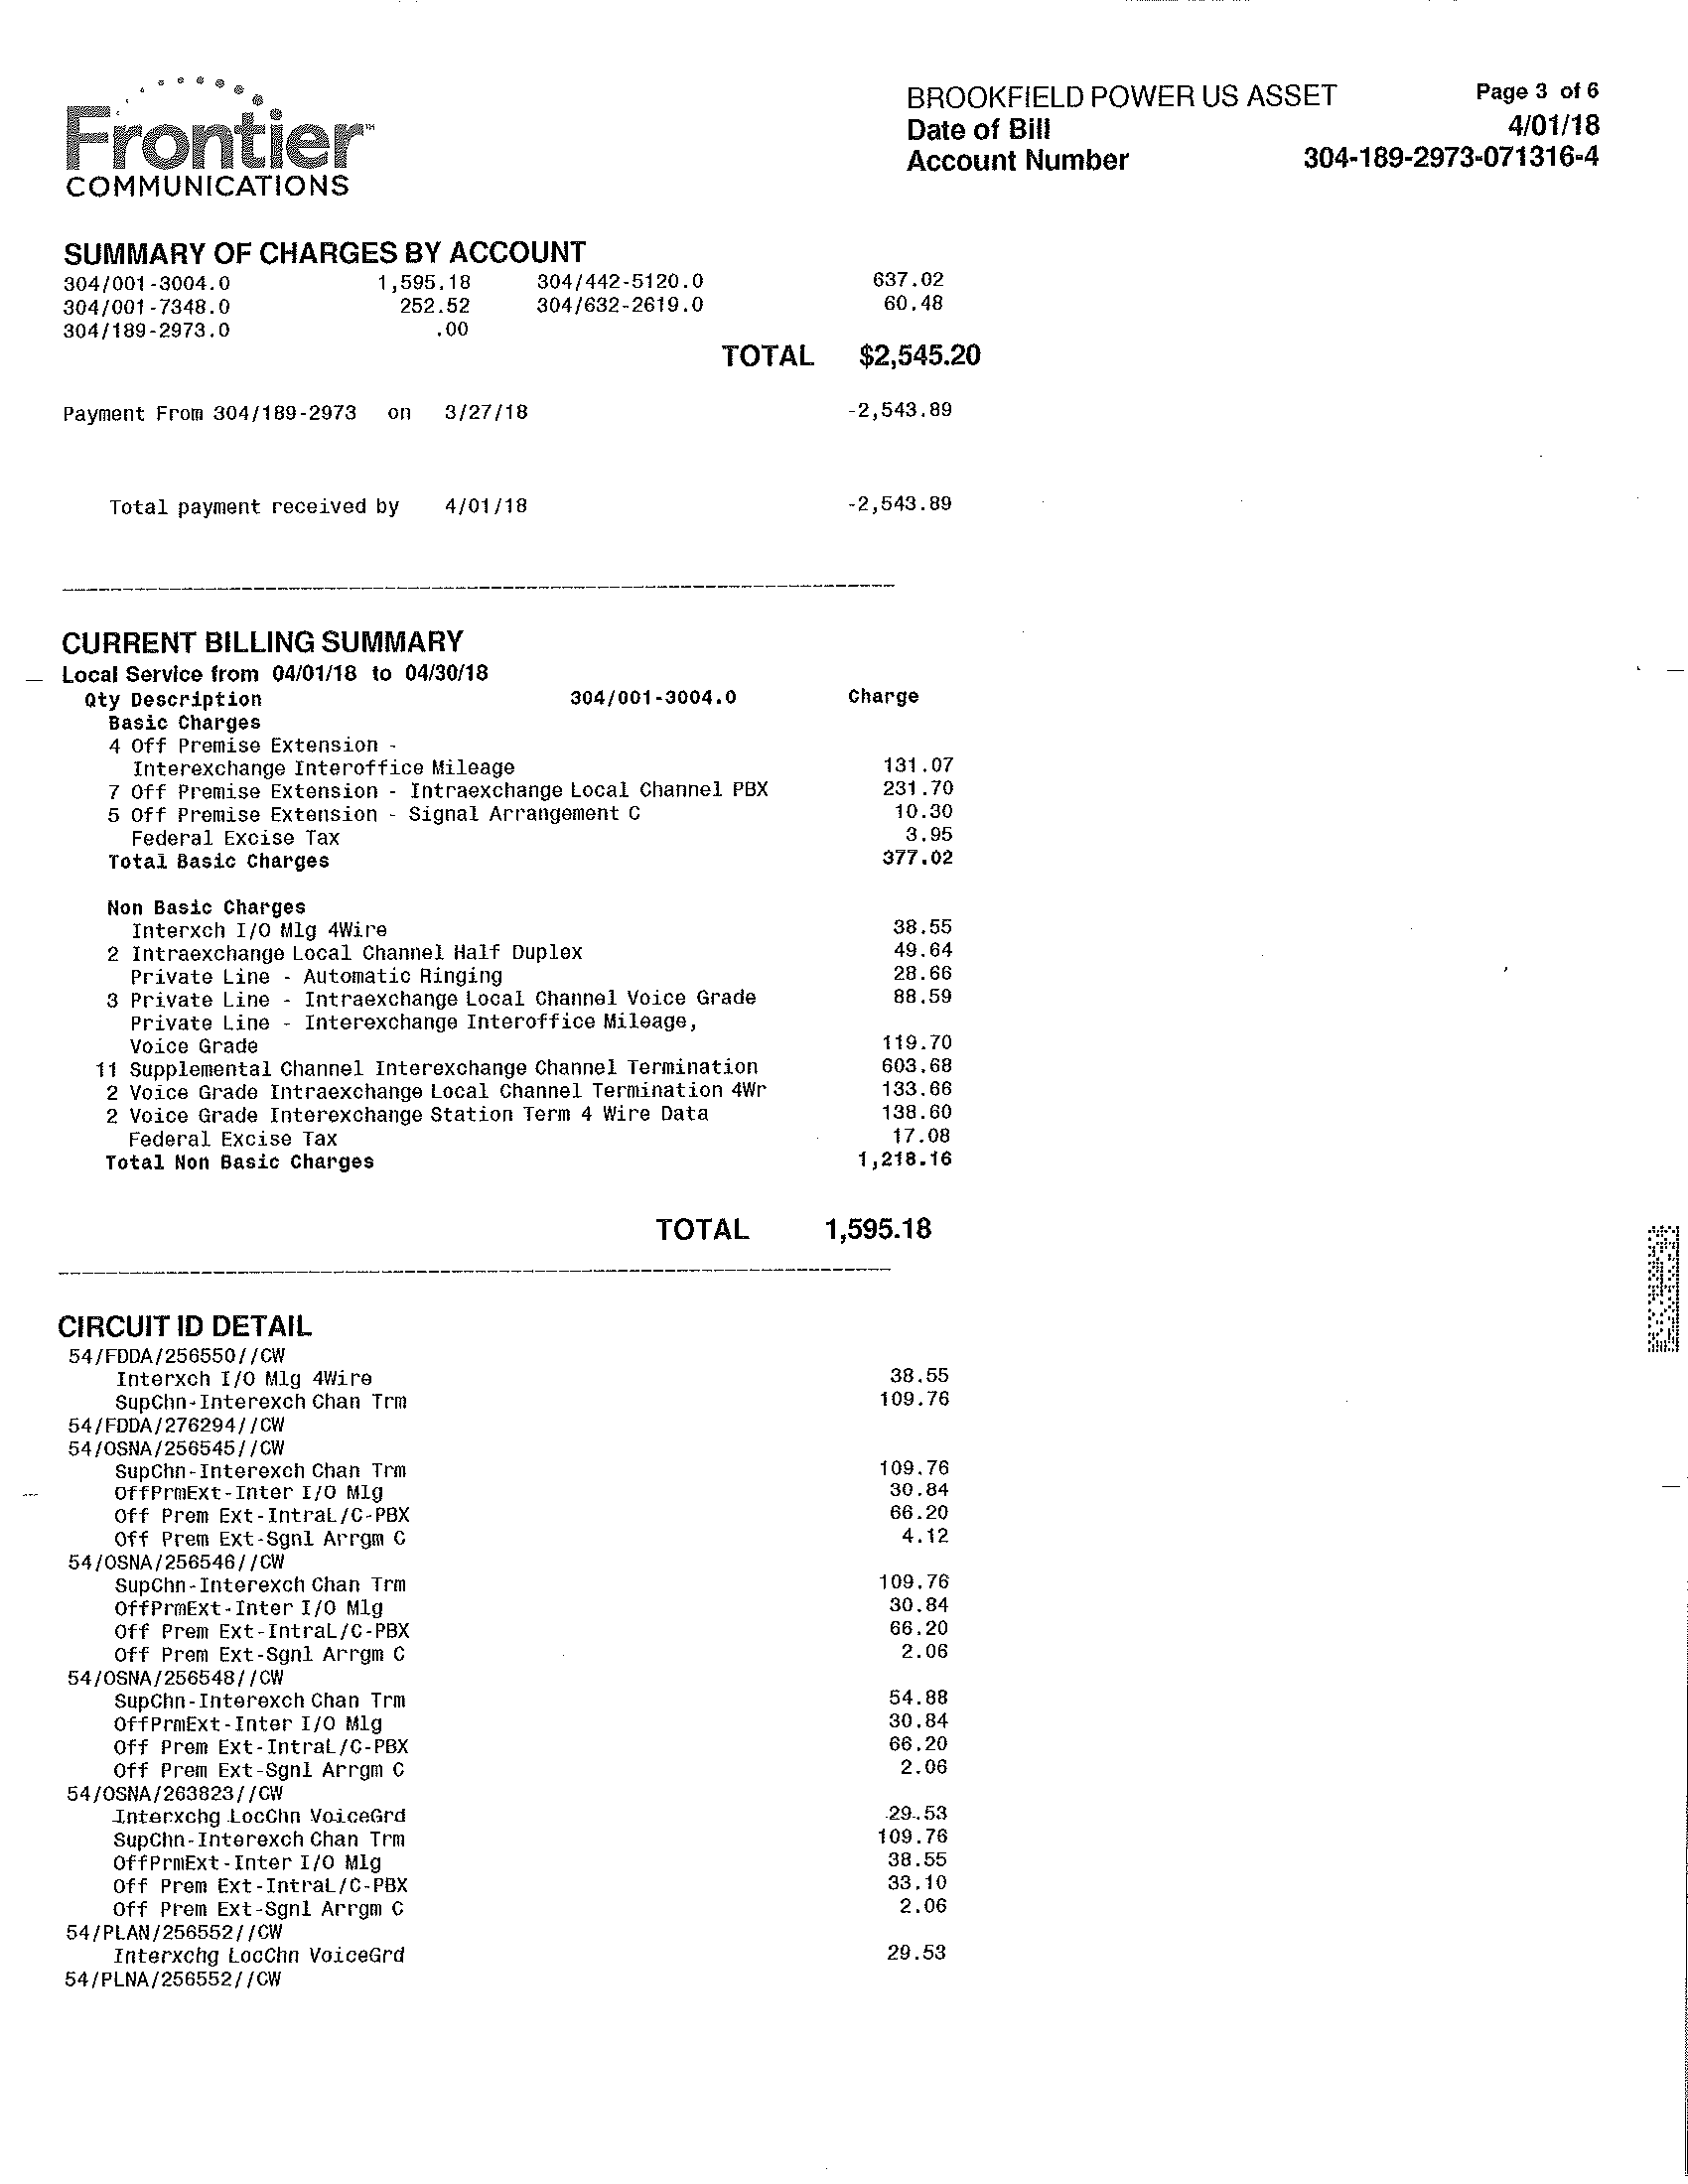 Frontier™
COMMUNICATIONS
BROOKFIELD POWER US ASSET Page 3 of 6
Date of Bill 4/01/18
Account Number 304-189-2973-071316-4
SUMMARY OF CHARGES BY ACCOUNT
304/001-3004.0 1,595.18 304/442-5120.0 637.02
304/001-7348.0 252.52 304/632-2619.0 60.48
304/189-2973.0 .00
TOTAL $2,545.20
Payment From 304/189-2973 on 3/27/18 -2,543.89
Total payment received by 4/01/18 -2,543.89
CURRENT BILLING SUMMARY
Local Service from 04/01/18 to 04/30/18
Qty Description 304/001-3004.0 Charge
Basic Charges
4 Off Premise Extension -
Interexchange Interoffice Mileage 131.07
7 Off Premise Extension - Intraexchange Local Channel PBX 231.70
5 Off Premise Extension - Signal Arrangement C 10.30
Federal Excise Tax 3.95
Total Basic Charges 377.02
Non Basic Charges
Interxch I/O Mlg 4Wire 38.55
2 Intraexchange Local Channel Half Duplex 49.64
Private Line - Automatic Ringing 28.66
3 Private Line - Intraexchange Local Channel Voice Grade 88.59
Private Line - Interexchange Interoffice Mileage,
Voice Grade 119.70
11 Supplemental Channel Interexchange Channel Termination 603.68
2 Voice Grade Intraexchange Local Channel Termination 4Wr 133.66
2 Voice Grade Interexchange Station Term 4 Wire Data 138.60
Federal Excise Tax 17.08
Total Non Basic Charges 1,218.16
TOTAL 1,595.18
CIRCUIT ID DETAIL
54/FDDA/256550//CW
Interxch I/O Mlg 4Wire 38.55
SupChn-Interexch Chan Trm 109.76
54/FDDA/276294//CW
54/OSNA/256545//CW
SupChn-Interexch Chan Trm 109.76
OffPrmExt-Inter I/O Mlg 30.84
Off Prem Ext-IntraL/C-PBX 66.20
Off Prem Ext-Sgnl Arrgm C 4.12
54/OSNA/256546//CW
SupChn-Interexch Chan Trm 109.76
OffPrmExt-Inter I/O Mlg 30.84
Off Prem Ext-IntraL/C-PBX 66.20
Off Prem Ext-Sgnl Arrgm C 2.06
54/OSNA/256548//CW
SupChn-Interexch Chan Trm 54.88
OffPrmExt-Inter I/O Mlg 30.84
Off Prem Ext-IntraL/C-PBX 66.20
Off Prem Ext-Sgnl Arrgm C 2.06
54/OSNA/263823//CW
Interxchg LocChn VoiceGrd 29.53
SupChn-Interexch Chan Trm 109.76
OffPrmExt-Inter I/O Mlg 38.55
Off Prem Ext-IntraL/C-PBX 33.10
Off Prem Ext-Sgnl Arrgm C 2.06
54/PLAN/256552//CW
Interxchg LocChn VoiceGrd 29.53
54/PLNA/256552//CW